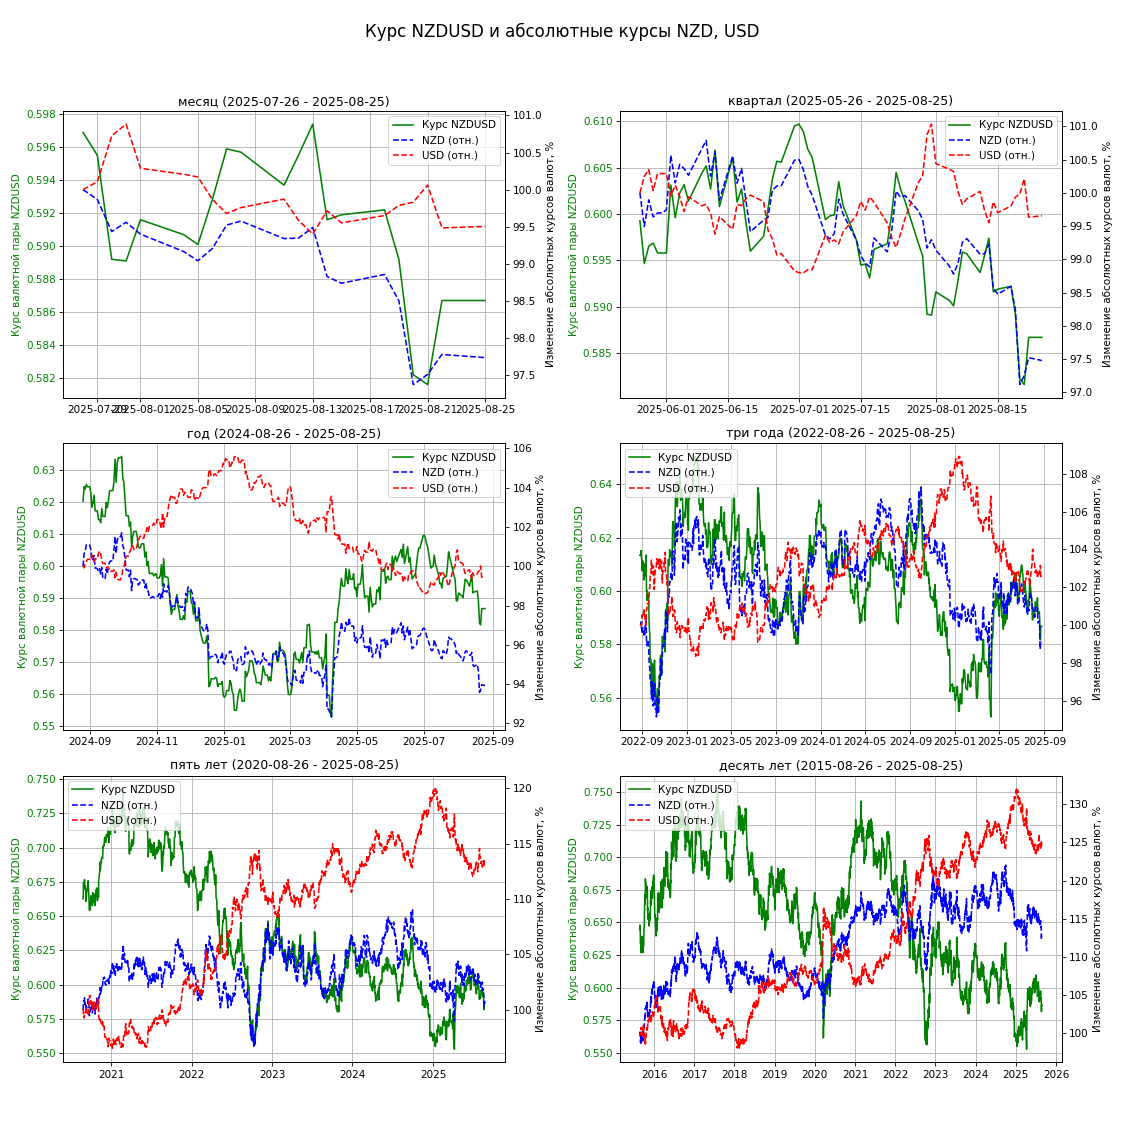 Курс NZDUSD и абсолютные курсы NZD, USD
месяц (2025-07-26 - 2025-08-25)
Курс валютной пары NZDUSD
0.598
0.596
0.594
0.592
0.590
0.588
0.586
0.584
0.582
Курс NZDUSD
NZD (отн.)
USD (отн.)
101.0
100.5
100.0
99.5
99.0
98.5
98.0
97.5
Изменение абсолютных курсов валют, %
2025-07-29 2025-08-01 2025-08-05 2025-08-09 2025-08-13 2025-08-17 2025-08-21 2025-08-25
квартал (2025-05-26 - 2025-08-25)
Курс валютной пары NZDUSD
0.610
0.605
0.600
0.595
0.590
0.585
Курс NZDUSD
NZD (отн.)
USD (отн.)
101.0
100.5
100.0
99.5
99.0
98.5
98.0
97.5
97.0
Изменение абсолютных курсов валют, %
2025-06-01 2025-06-15 2025-07-01 2025-07-15 2025-08-01 2025-08-15
год (2024-08-26 - 2025-08-25)
Курс валютной пары NZDUSD
0.63
0.62
0.61
0.60
0.59
0.58
0.57
0.56
0.55
Курс NZDUSD
NZD (отн.)
USD (отн.)
106
104
102
100
98
96
94
92
Изменение абсолютных курсов валют, %
2024-09 2024-11 2025-01 2025-03 2025-05 2025-07 2025-09
три года (2022-08-26 - 2025-08-25)
Курс валютной пары NZDUSD
0.64
0.62
0.60
0.58
0.56
Курс NZDUSD
NZD (отн.)
USD (отн.)
108
106
104
102
100
98
96
Изменение абсолютных курсов валют, %
2022-09 2023-01 2023-05 2023-09 2024-01 2024-05 2024-09 2025-01 2025-05 2025-09
пять лет (2020-08-26 - 2025-08-25)
Курс валютной пары NZDUSD
0.750
0.725
0.700
0.675
0.650
0.625
0.600
0.575
0.550
Курс NZDUSD
NZD (отн.)
USD (отн.)
120
115
110
105
100
Изменение абсолютных курсов валют, %
2021 2022 2023 2024 2025
десять лет (2015-08-26 - 2025-08-25)
Курс валютной пары NZDUSD
0.750
0.725
0.700
0.675
0.650
0.625
0.600
0.575
0.550
Курс NZDUSD
NZD (отн.)
USD (отн.)
130
125
120
115
110
105
100
Изменение абсолютных курсов валют, %
2016 2017 2018 2019 2020 2021 2022 2023 2024 2025 2026